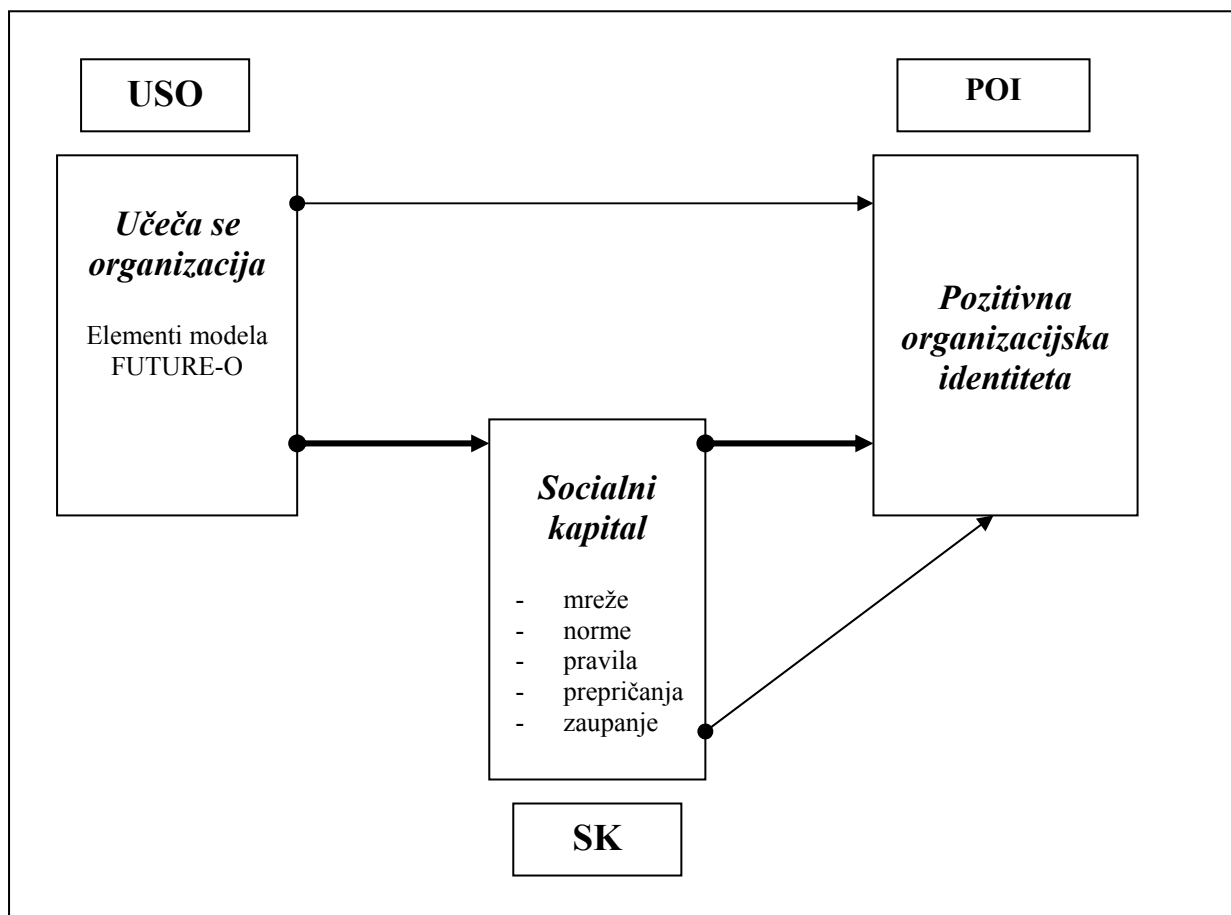 USO
POI
Učeča se
organizacija
Elementi modela
FUTURE-O
Pozitivna
organizacijska
identiteta
Socialni
kapital
- mreže
- norme
- pravila
- prepričanja
- zaupanje
SK